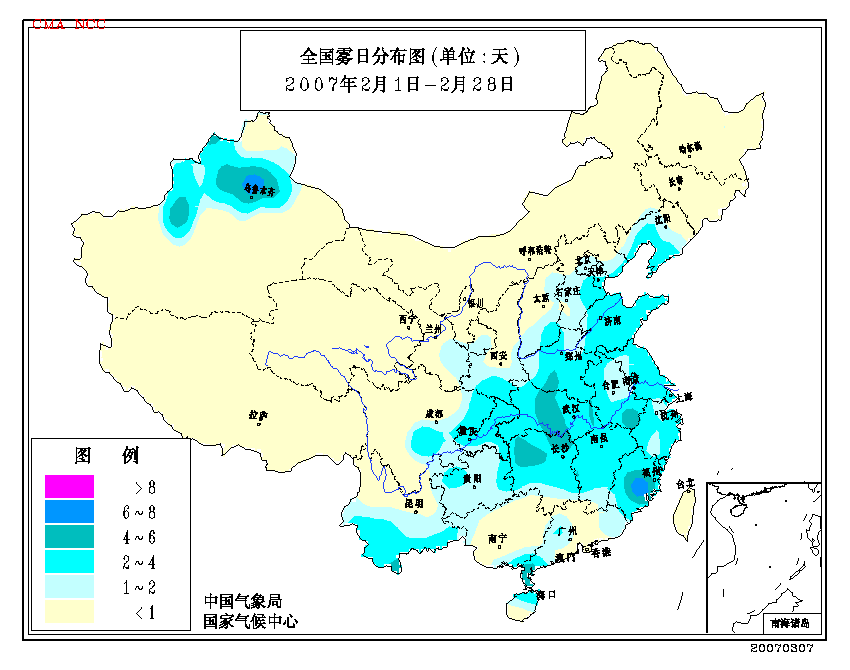 CMA NCC
全国雾日分布图(单位:天)
2007年2月1日-2月28日
哈尔滨
长春
乌鲁木齐
沈阳
呼和浩特
北京
天津
石家庄
太原
银川
济南
西宁
兰州
郑州
西安
合肥
南京
上海
拉萨
成都
武汉
杭州
重庆
南昌
长沙
贵阳
福州
台北
昆明
广州
南宁
香港
澳门
海口
图 例
>8
6~8
4~6
2~4
1~2
<1
中国气象局
国家气候中心
南海诸岛
20070307